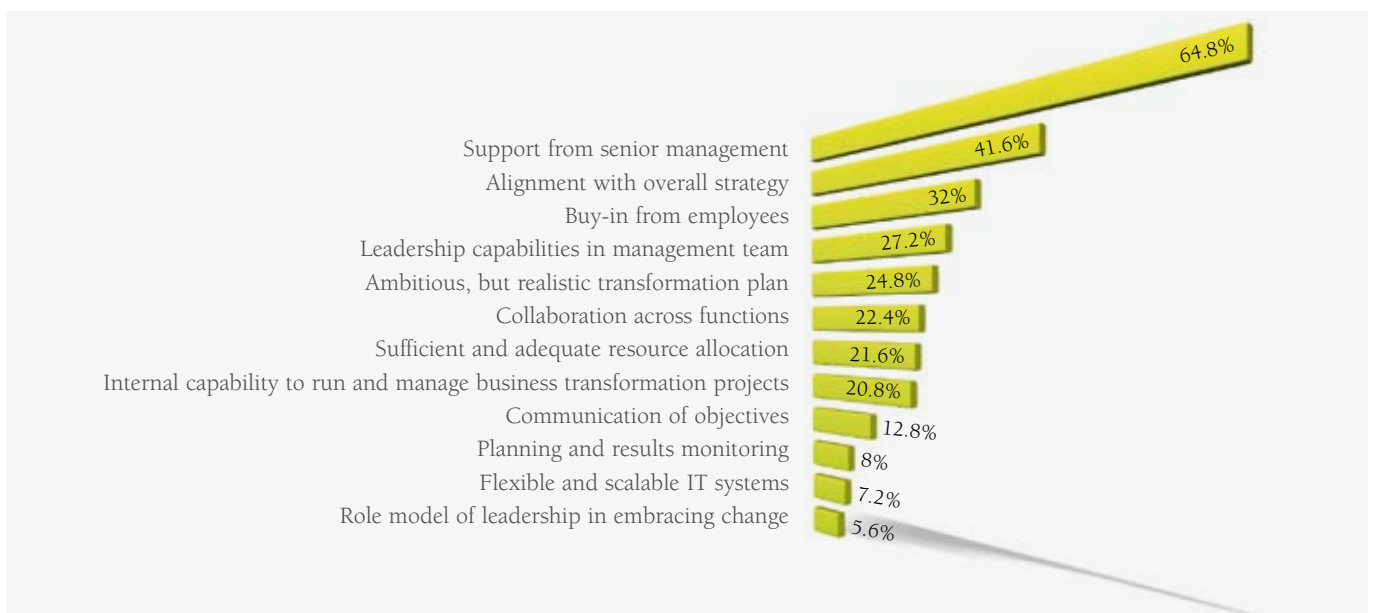 64.8%
Support from senior management
41.6%
Alignment with overall strategy
32%
Buy-in from employees
27.2%
Leadership capabilities in management team
24.8%
Ambitious, but realistic transformation plan
22.4%
Collaboration across functions
21.6%
Sufficient and adequate resource allocation
20.8%
Internal capability to run and manage business transformation projects
12.8%
Communication of objectives
8%
Planning and results monitoring
7.2%
Flexible and scalable IT systems
5.6%
Role model of leadership in embracing change